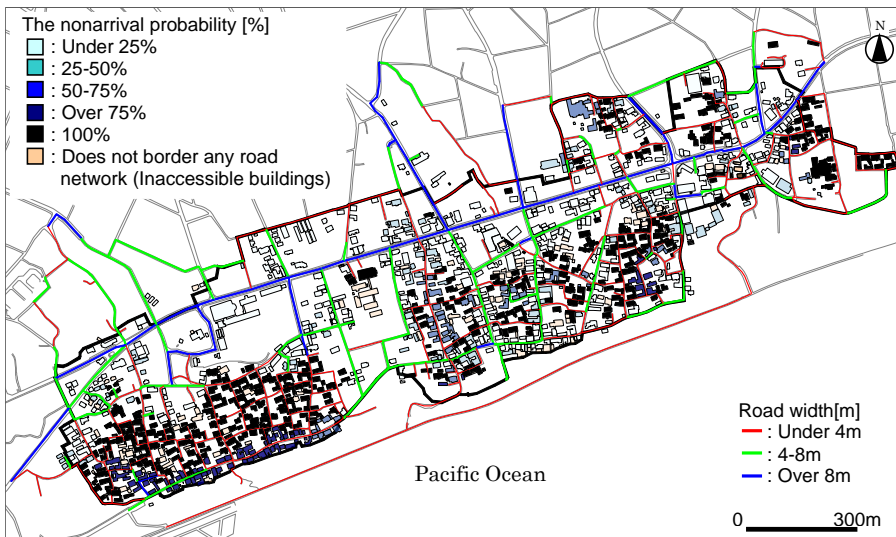 The nonarrival probability [%]
: Under 25%
: 25-50%
: 50-75%
: Over 75%
: 100%
: Does not border any road
network (Inaccessible buildings)
N
Road width[m]
: Under 4m
: 4-8m
: Over 8m
Pacific Ocean
0 300m